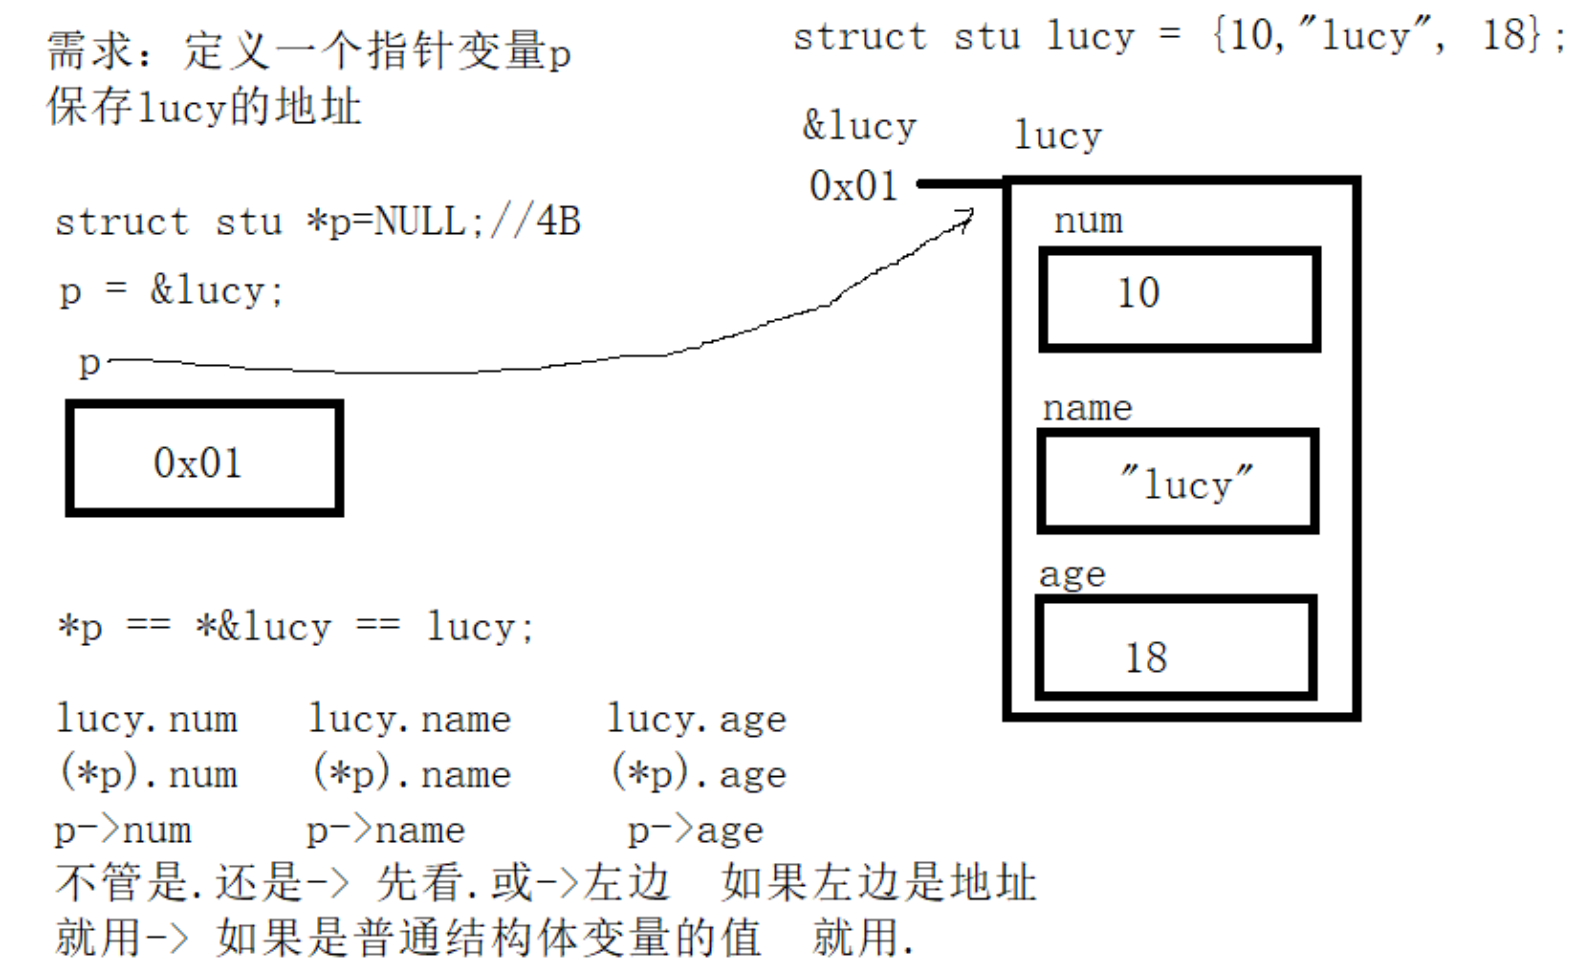 需求：定义一个指针变量p
保存lucy的地址
struct stu lucy = {10,"lucy", 18};
&lucy
0x01
lucy
num
10
name
"lucy"
age
18
struct stu *p=NULL;//4B
p = &lucy;
p
0x01
*p == *&lucy == lucy;
lucy.num lucy.name lucy.age
(*p).num (*p).name (*p).age
p->num p->name p->age
不管是.还是-> 先看.或->左边 如果左边是地址
就用-> 如果是普通结构体变量的值 就用.